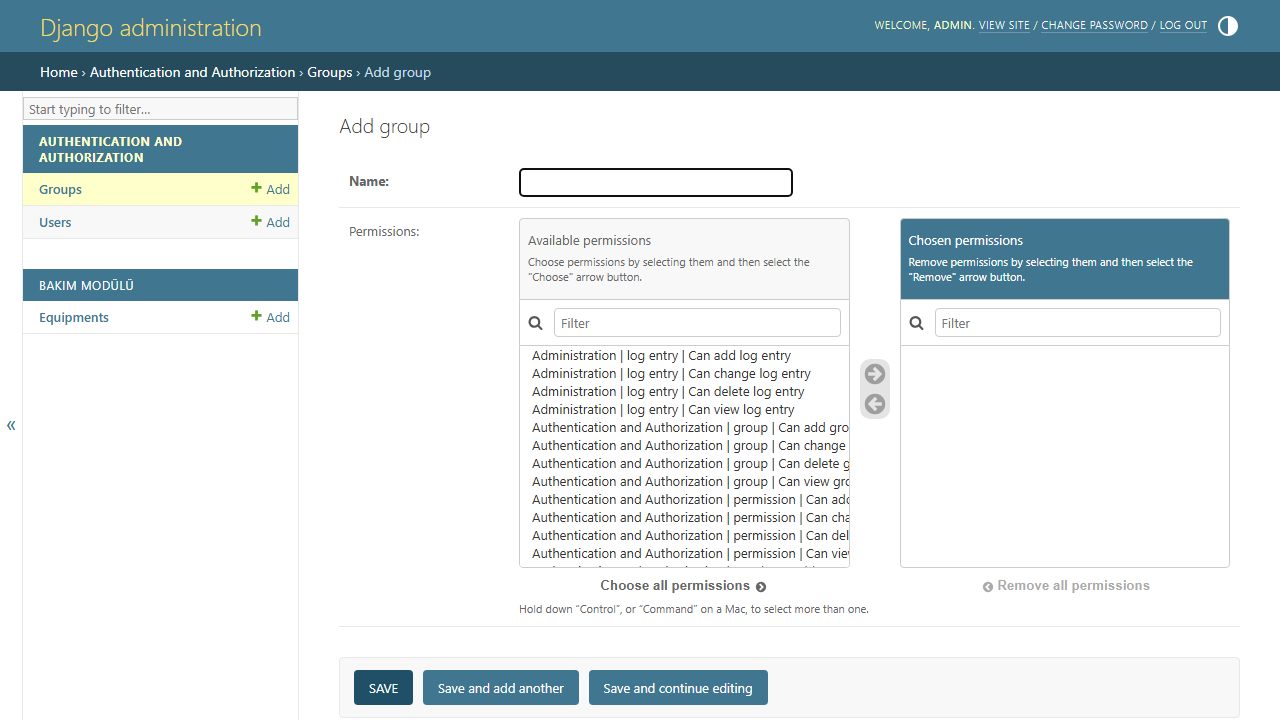 Django administration
WELCOME, ADMIN. VIEW SITE / CHANGE PASSWORD / LOG OUT
Home › Authentication and Authorization › Groups › Add group
Start typing to filter...
AUTHENTICATION AND
AUTHORIZATION
Groups
Add
Users
Add
BAKIM MODÜLÜ
Equipments
Add
«
Add group
Name:
Permissions:
Available permissions
Choose permissions by selecting them and then select the
"Choose" arrow button.
Filter
Administration | log entry | Can add log entry
Administration | log entry | Can change log entry
Administration | log entry | Can delete log entry
Administration | log entry | Can view log entry
Authentication and Authorization | group | Can add gro
Authentication and Authorization | group | Can change
Authentication and Authorization | group | Can delete g
Authentication and Authorization | group | Can view gro
Authentication and Authorization | permission | Can add
Authentication and Authorization | permission | Can cha
Authentication and Authorization | permission | Can del
Authentication and Authorization | permission | Can vie
Choose all permissions
Hold down “Control”, or “Command” on a Mac, to select more than one.
Chosen permissions
Remove permissions by selecting them and then select the
"Remove" arrow button.
Filter
Remove all permissions
SAVE
Save and add another
Save and continue editing